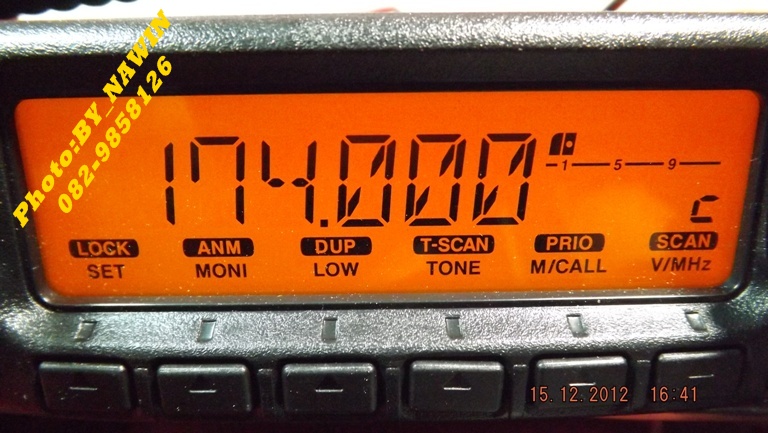 Photo:BY_NAWIN
082-9858126
174.000
1 5 9
C
LOCK ANM DUP T-SCAN PRIO SCAN
SET MONI LOW TONE M/CALL V/MHz
15.12.2012 16:41